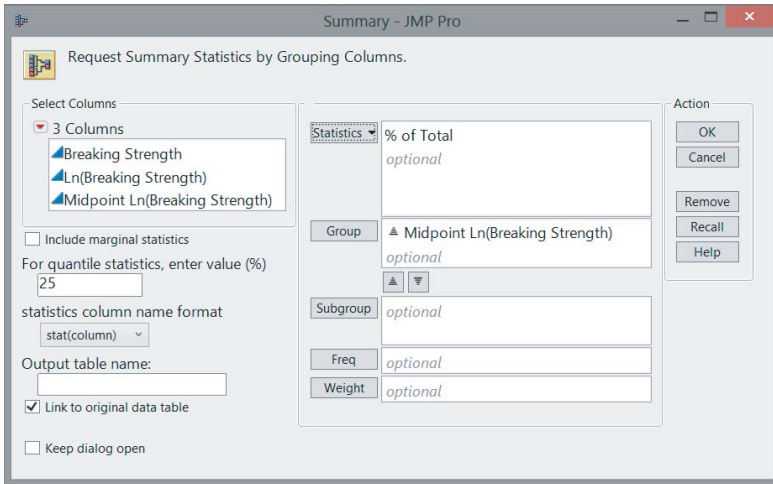 Summary - JMP Pro
Request Summary Statistics by Grouping Columns.
Select Columns
3 Columns
Breaking Strength
Ln(Breaking Strength)
Midpoint Ln(Breaking Strength)
Include marginal statistics
For quantile statistics, enter value (%)
25
statistics column name format
stat(column)
Output table name:
Link to original data table
Keep dialog open
Statistics
% of Total
optional
Group
Midpoint Ln(Breaking Strength)
optional
Subgroup
optional
Freq
optional
Weight
optional
Action
OK
Cancel
Remove
Recall
Help